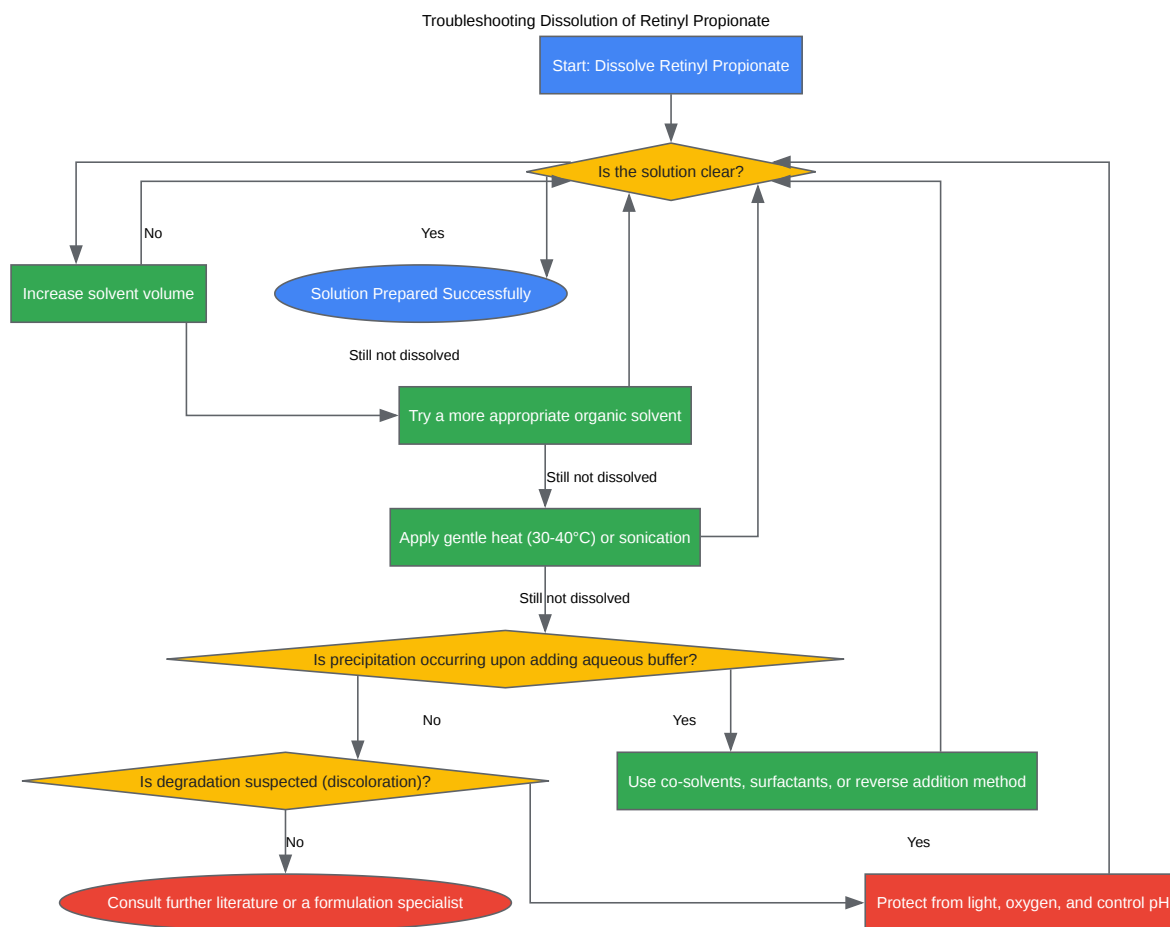 Troubleshooting Dissolution of Retinyl Propionate
Start: Dissolve Retinyl Propionate
Is the solution clear?
No
Yes
Increase solvent volume
Solution Prepared Successfully
Still not dissolved
Try a more appropriate organic solvent
Still not dissolved
Apply gentle heat (30-40°C) or sonication
Still not dissolved
Is precipitation occurring upon adding aqueous buffer?
No
Yes
Is degradation suspected (discoloration)?
Use co-solvents, surfactants, or reverse addition method
No
Yes
Consult further literature or a formulation specialist
Protect from light, oxygen, and control pH